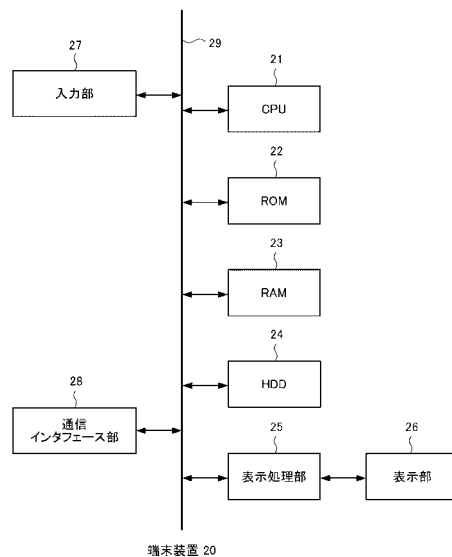 27
入力部
29
21
CPU
22
ROM
23
RAM
24
HDD
28
通信
インタフェース部
25
表示処理部
26
表示部
端末装置 20